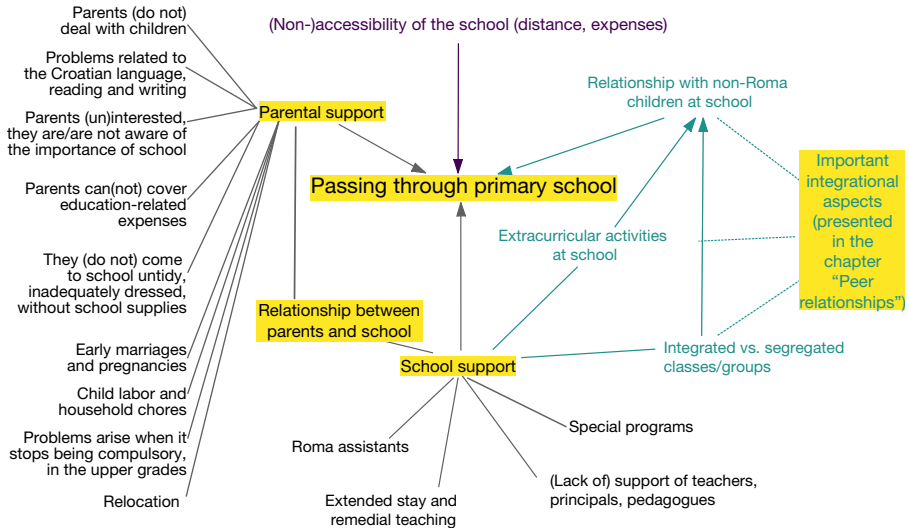 Parents (do not)
deal with children
(Non-)accessibility of the school (distance, expenses)
Problems related to
the Croatian language,
reading and writing
Relationship with non-Roma
children at school
Parental support
Parents (un)interested,
they are/are not aware of
the importance of school
Passing through primary school
Important
integrational
aspects
(presented
in the
chapter
“Peer
relationships”)
Parents can(not) cover
education-related
expenses
Extracurricular activities
at school
They (do not) come
to school untidy,
inadequately dressed,
without school supplies
Relationship between
parents and school
Early marriages
and pregnancies
School support
Integrated vs. segregated
classes/groups
Child labor and
household chores
Problems arise when it
stops being compulsory,
in the upper grades
Relocation
Roma assistants
Special programs
Extended stay and
remedial teaching
(Lack of) support of teachers,
principals, pedagogues